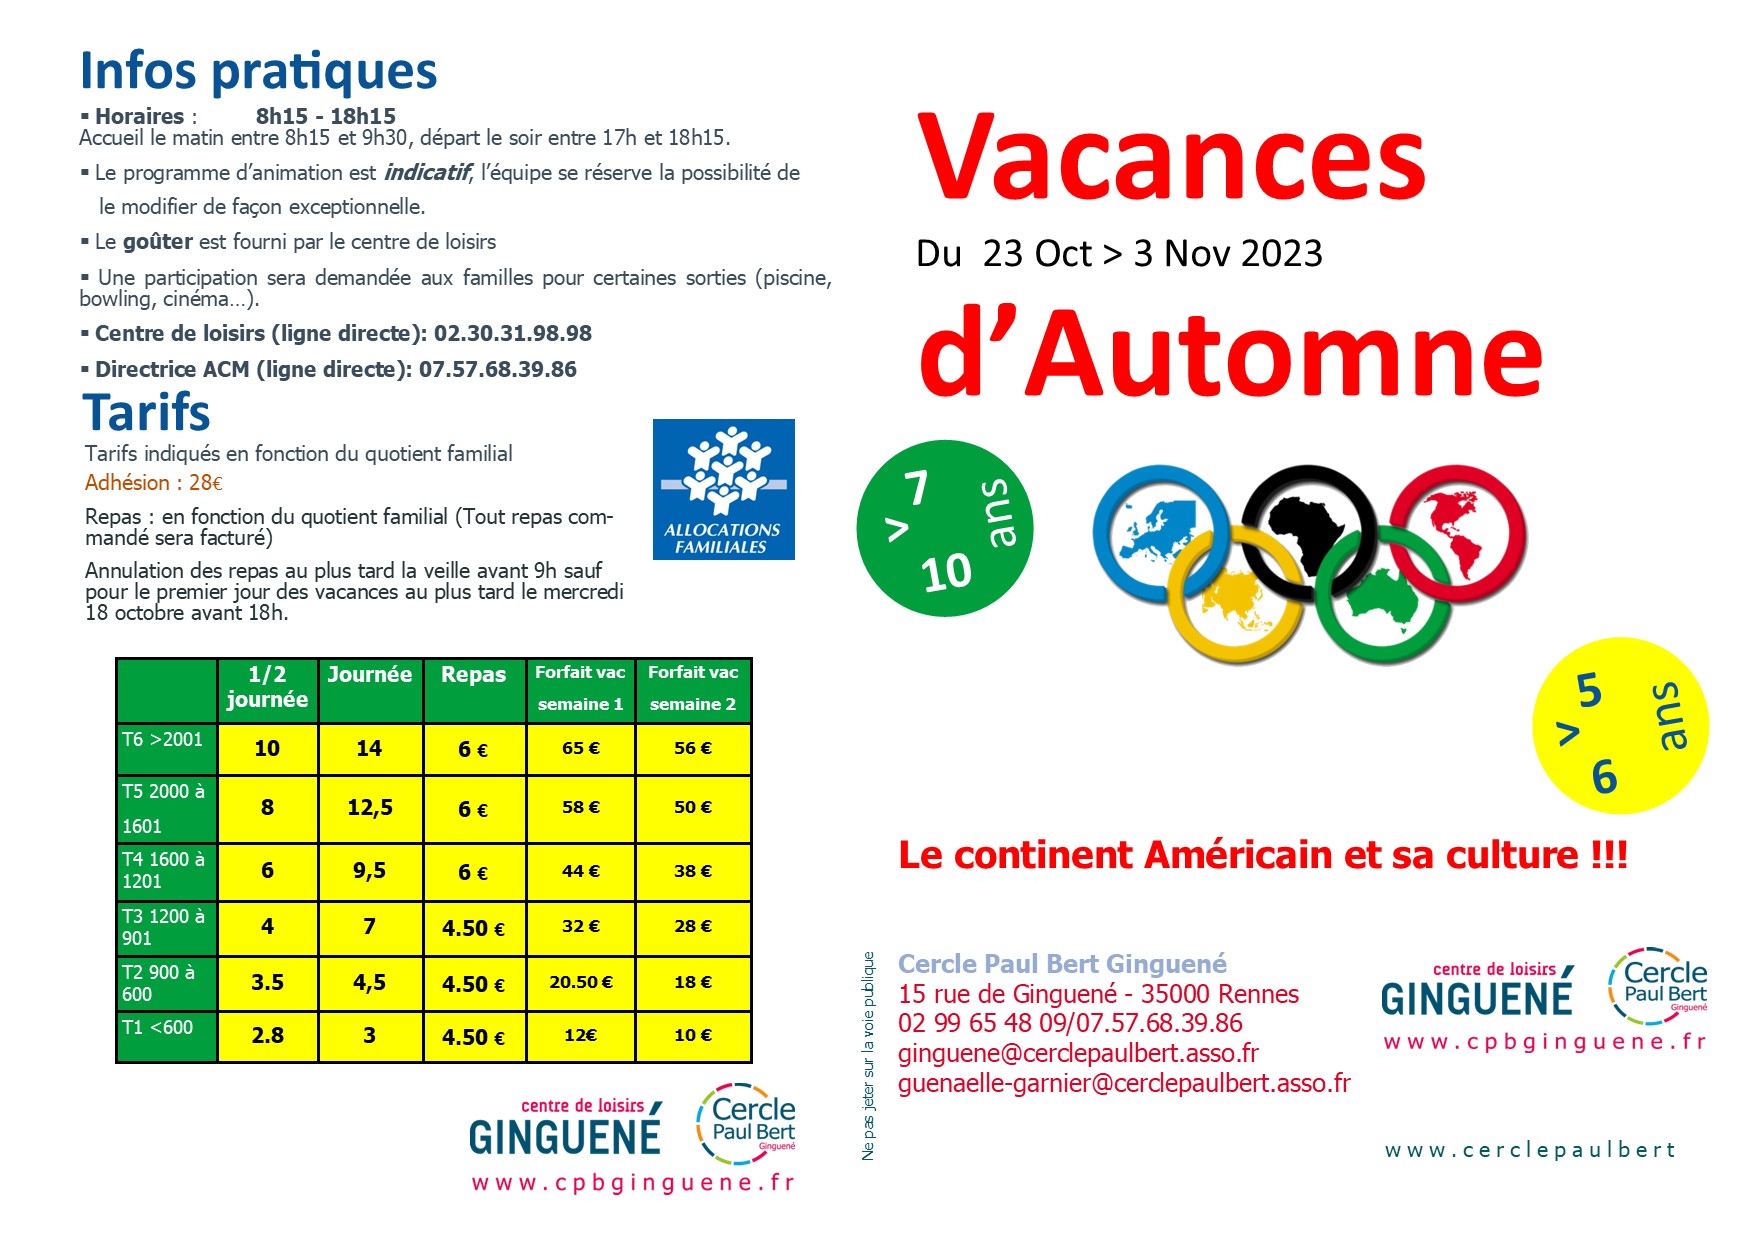 Infos pratiques
▪ Horaires : 8h15 - 18h15
Accueil le matin entre 8h15 et 9h30, départ le soir entre 17h et 18h15.
▪ Le programme d’animation est indicatif, l’équipe se réserve la possibilité de
le modifier de façon exceptionnelle.
▪ Le goûter est fourni par le centre de loisirs
▪ Une participation sera demandée aux familles pour certaines sorties (piscine,
bowling, cinéma…).
▪ Centre de loisirs (ligne directe): 02.30.31.98.98
▪ Directrice ACM (ligne directe): 07.57.68.39.86
Tarifs
Tarifs indiqués en fonction du quotient familial
Adhésion : 28€
Repas : en fonction du quotient familial (Tout repas com-
mandé sera facturé)
Annulation des repas au plus tard la veille avant 9h sauf
pour le premier jour des vacances au plus tard le mercredi
18 octobre avant 18h.
ALLOCATIONS
FAMILIALES
1/2 journée Journée Repas Forfait vac semaine 1 Forfait vac semaine 2
T6 >2001 10 14 6 € 65 € 56 €
T5 2000 à 1601 8 12,5 6 € 58 € 50 €
T4 1600 à 1201 6 9,5 6 € 44 € 38 €
T3 1200 à 901 4 7 4.50 € 32 € 28 €
T2 900 à 600 3.5 4,5 4.50 € 20.50 € 18 €
T1 <600 2.8 3 4.50 € 12€ 10 €
centre de loisirs
GINGUENÉ
Cercle
Paul Bert
Ginguené
www.cpbginguene.fr
Vacances
Du 23 Oct > 3 Nov 2023
d’Automne
7 > 10 ans
5 > 6 ans
Le continent Américain et sa culture !!!
Ne pas jeter sur la voie publique
Cercle Paul Bert Ginguené
15 rue de Ginguené - 35000 Rennes
02 99 65 48 09/07.57.68.39.86
ginguene@cerclepaulbert.asso.fr
guenaelle-garnier@cerclepaulbert.asso.fr
centre de loisirs
GINGUENÉ
Cercle
Paul Bert
Ginguené
www.cpbginguene.fr
www.cerclepaulbert